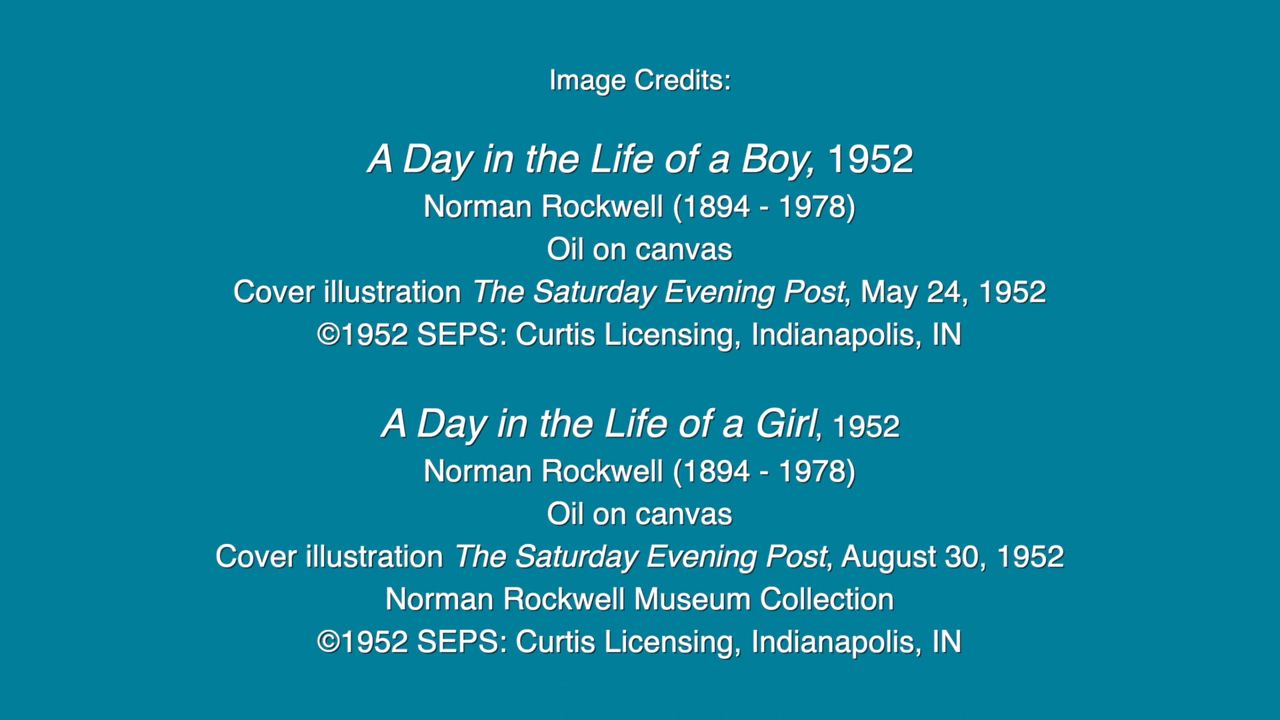 Image Credits:
A Day in the Life of a Boy, 1952
Norman Rockwell (1894 - 1978)
Oil on canvas
Cover illustration The Saturday Evening Post, May 24, 1952
©1952 SEPS: Curtis Licensing, Indianapolis, IN
A Day in the Life of a Girl, 1952
Norman Rockwell (1894 - 1978)
Oil on canvas
Cover illustration The Saturday Evening Post, August 30, 1952
Norman Rockwell Museum Collection
©1952 SEPS: Curtis Licensing, Indianapolis, IN